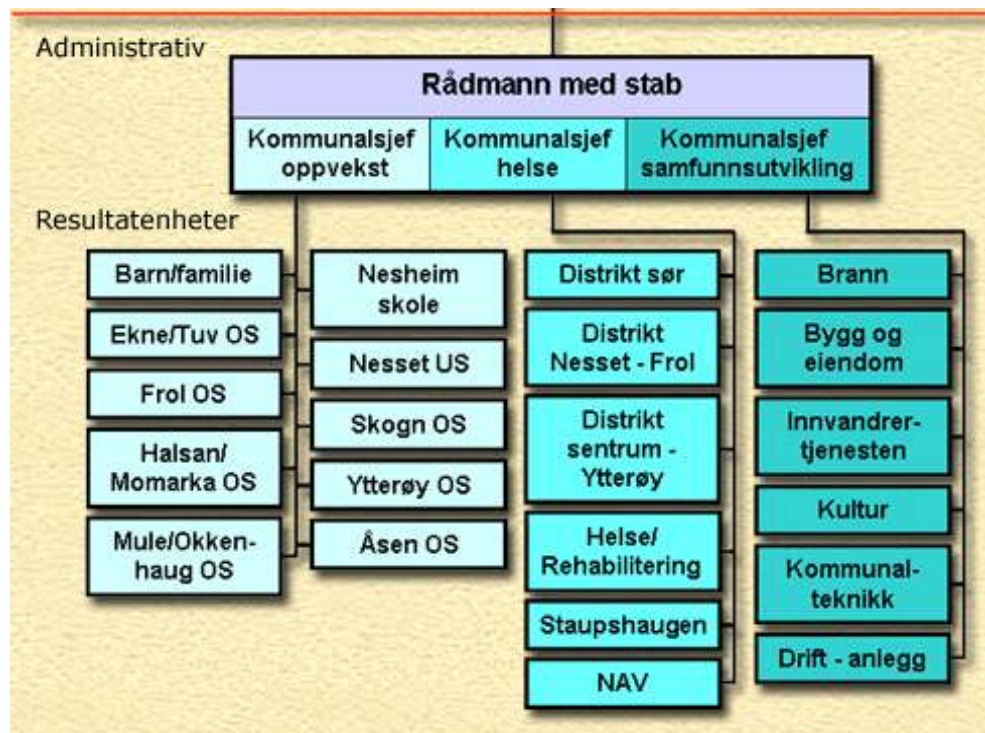 Administrativ
Rådmann med stab
Kommunalsjef
oppvekst
Kommunalsjef
helse
Kommunalsjef
samfunnsutvikling
Resultatenheter
Barn/familie
Ekne/Tuv OS
Frol OS
Halsan/
Momarka OS
Mule/Okken-
haug OS
Nesheim
skole
Nesset US
Skogn OS
Ytterøy OS
Åsen OS
Distrikt sør
Distrikt
Nesset - Frol
Distrikt
sentrum -
Ytterøy
Helse/
Rehabilitering
Staupshaugen
NAV
Brann
Bygg og
eiendom
Innvandrer-
tjenesten
Kultur
Kommunal-
teknikk
Drift - anlegg